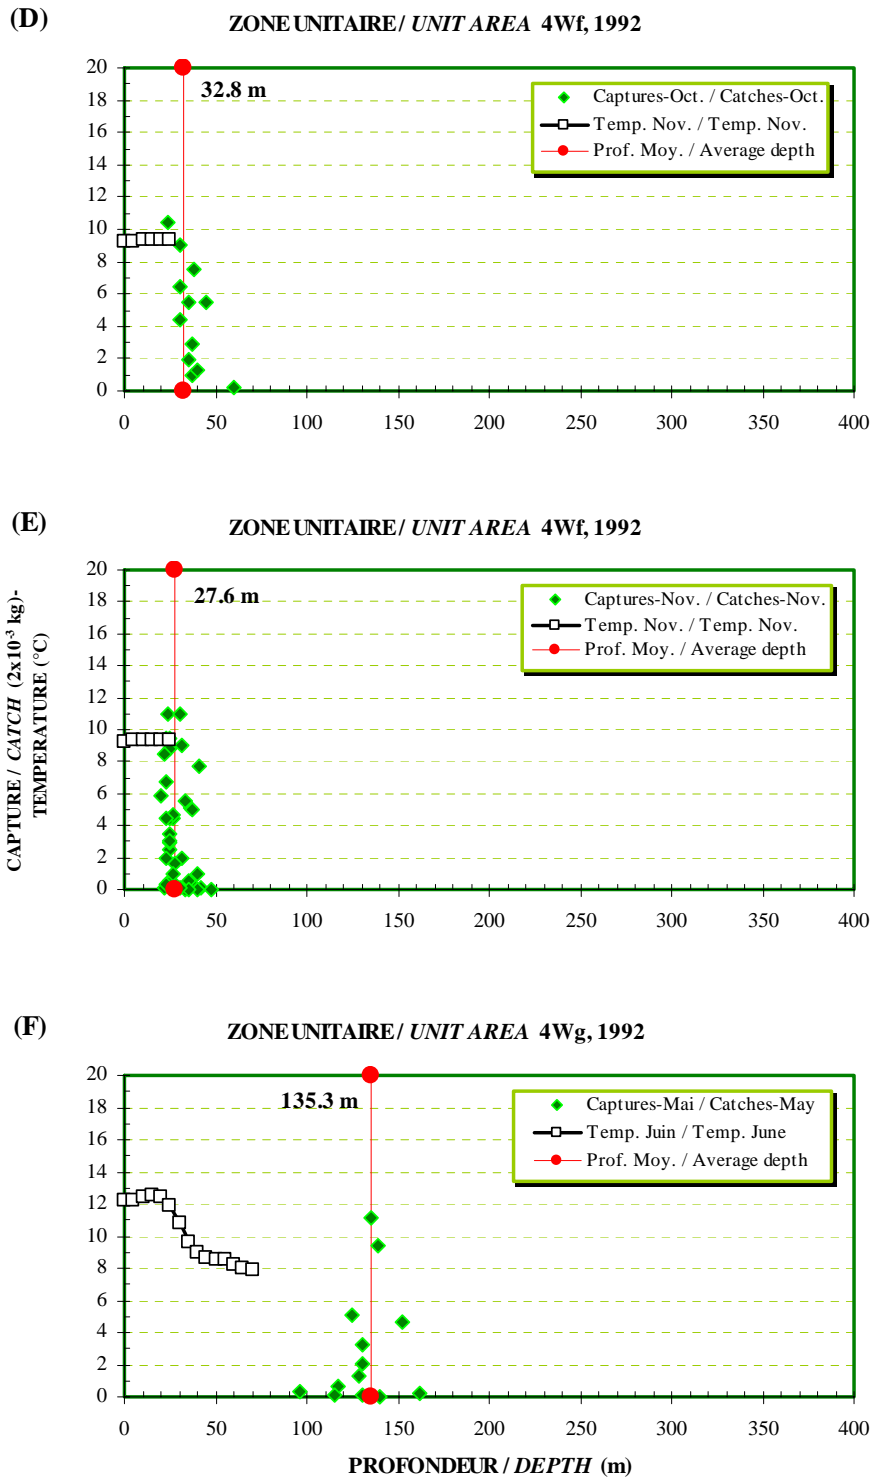 (D)
ZONE UNITAIRE / UNIT AREA 4Wf, 1992
20
18
16
14
12
10
8
6
4
2
0
32.8 m
Captures-Oct. / Catches-Oct.
Temp. Nov. / Temp. Nov.
Prof. Moy. / Average depth
0 50 100 150 200 250 300 350 400
(E)
ZONE UNITAIRE / UNIT AREA 4Wf, 1992
CAPTURE / CATCH (2x10⁻³ kg)-
TEMPERATURE (°C)
20
18
16
14
12
10
8
6
4
2
0
27.6 m
Captures-Nov. / Catches-Nov.
Temp. Nov. / Temp. Nov.
Prof. Moy. / Average depth
0 50 100 150 200 250 300 350 400
(F)
ZONE UNITAIRE / UNIT AREA 4Wg, 1992
20
18
16
14
12
10
8
6
4
2
0
135.3 m
Captures-Mai / Catches-May
Temp. Juin / Temp. June
Prof. Moy. / Average depth
0 50 100 150 200 250 300 350 400
PROFONDEUR / DEPTH (m)